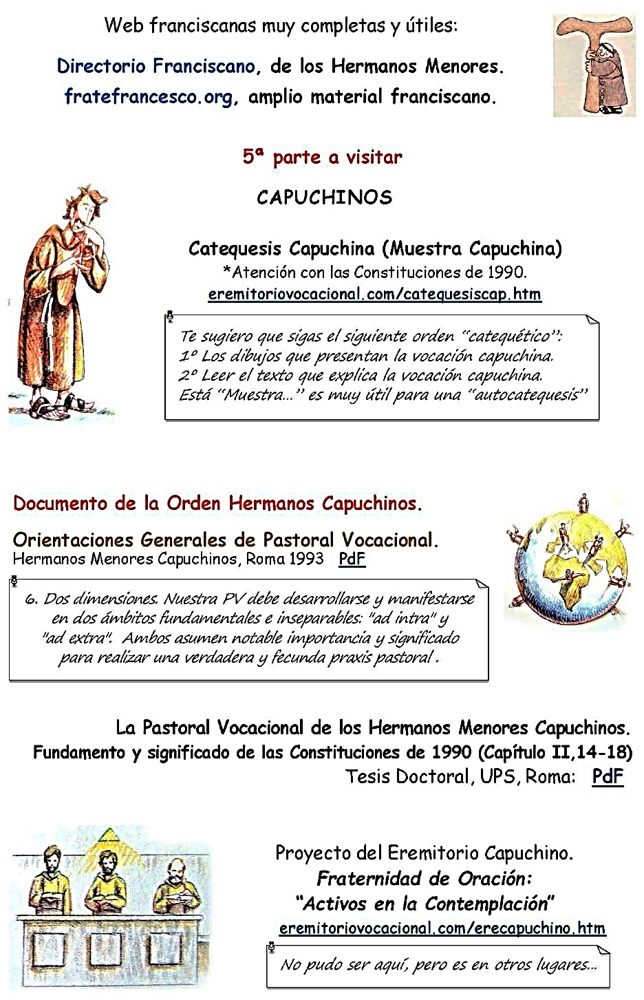 Web franciscanas muy completas y útiles:
Directorio Franciscano, de los Hermanos Menores.
fratefrancesco.org, amplio material franciscano.
5ª parte a visitar
CAPUCHINOS
Catequesis Capuchina (Muestra Capuchina)
*Atención con las Constituciones de 1990.
eremitoriovocacional.com/catequesiscap.htm
Te sugiero que sigas el siguiente orden “catequético”:
1º Los dibujos que presentan la vocación capuchina.
2º Leer el texto que explica la vocación capuchina.
Está “Muestra...” es muy útil para una “autocatequesis”
Documento de la Orden Hermanos Capuchinos.
Orientaciones Generales de Pastoral Vocacional.
Hermanos Menores Capuchinos, Roma 1993 PdF
6. Dos dimensiones. Nuestra PV debe desarrollarse y manifestarse
en dos ámbitos fundamentales e inseparables: "ad intra" y
"ad extra". Ambos asumen notable importancia y significado
para realizar una verdadera y fecunda praxis pastoral .
La Pastoral Vocacional de los Hermanos Menores Capuchinos.
Fundamento y significado de las Constituciones de 1990 (Capítulo II,14-18)
Tesis Doctoral, UPS, Roma: PdF
Proyecto del Eremitorio Capuchino.
Fraternidad de Oración:
“Activos en la Contemplación”
eremitoriovocacional.com/erecapuchino.htm
No pudo ser aquí, pero es en otros lugares...